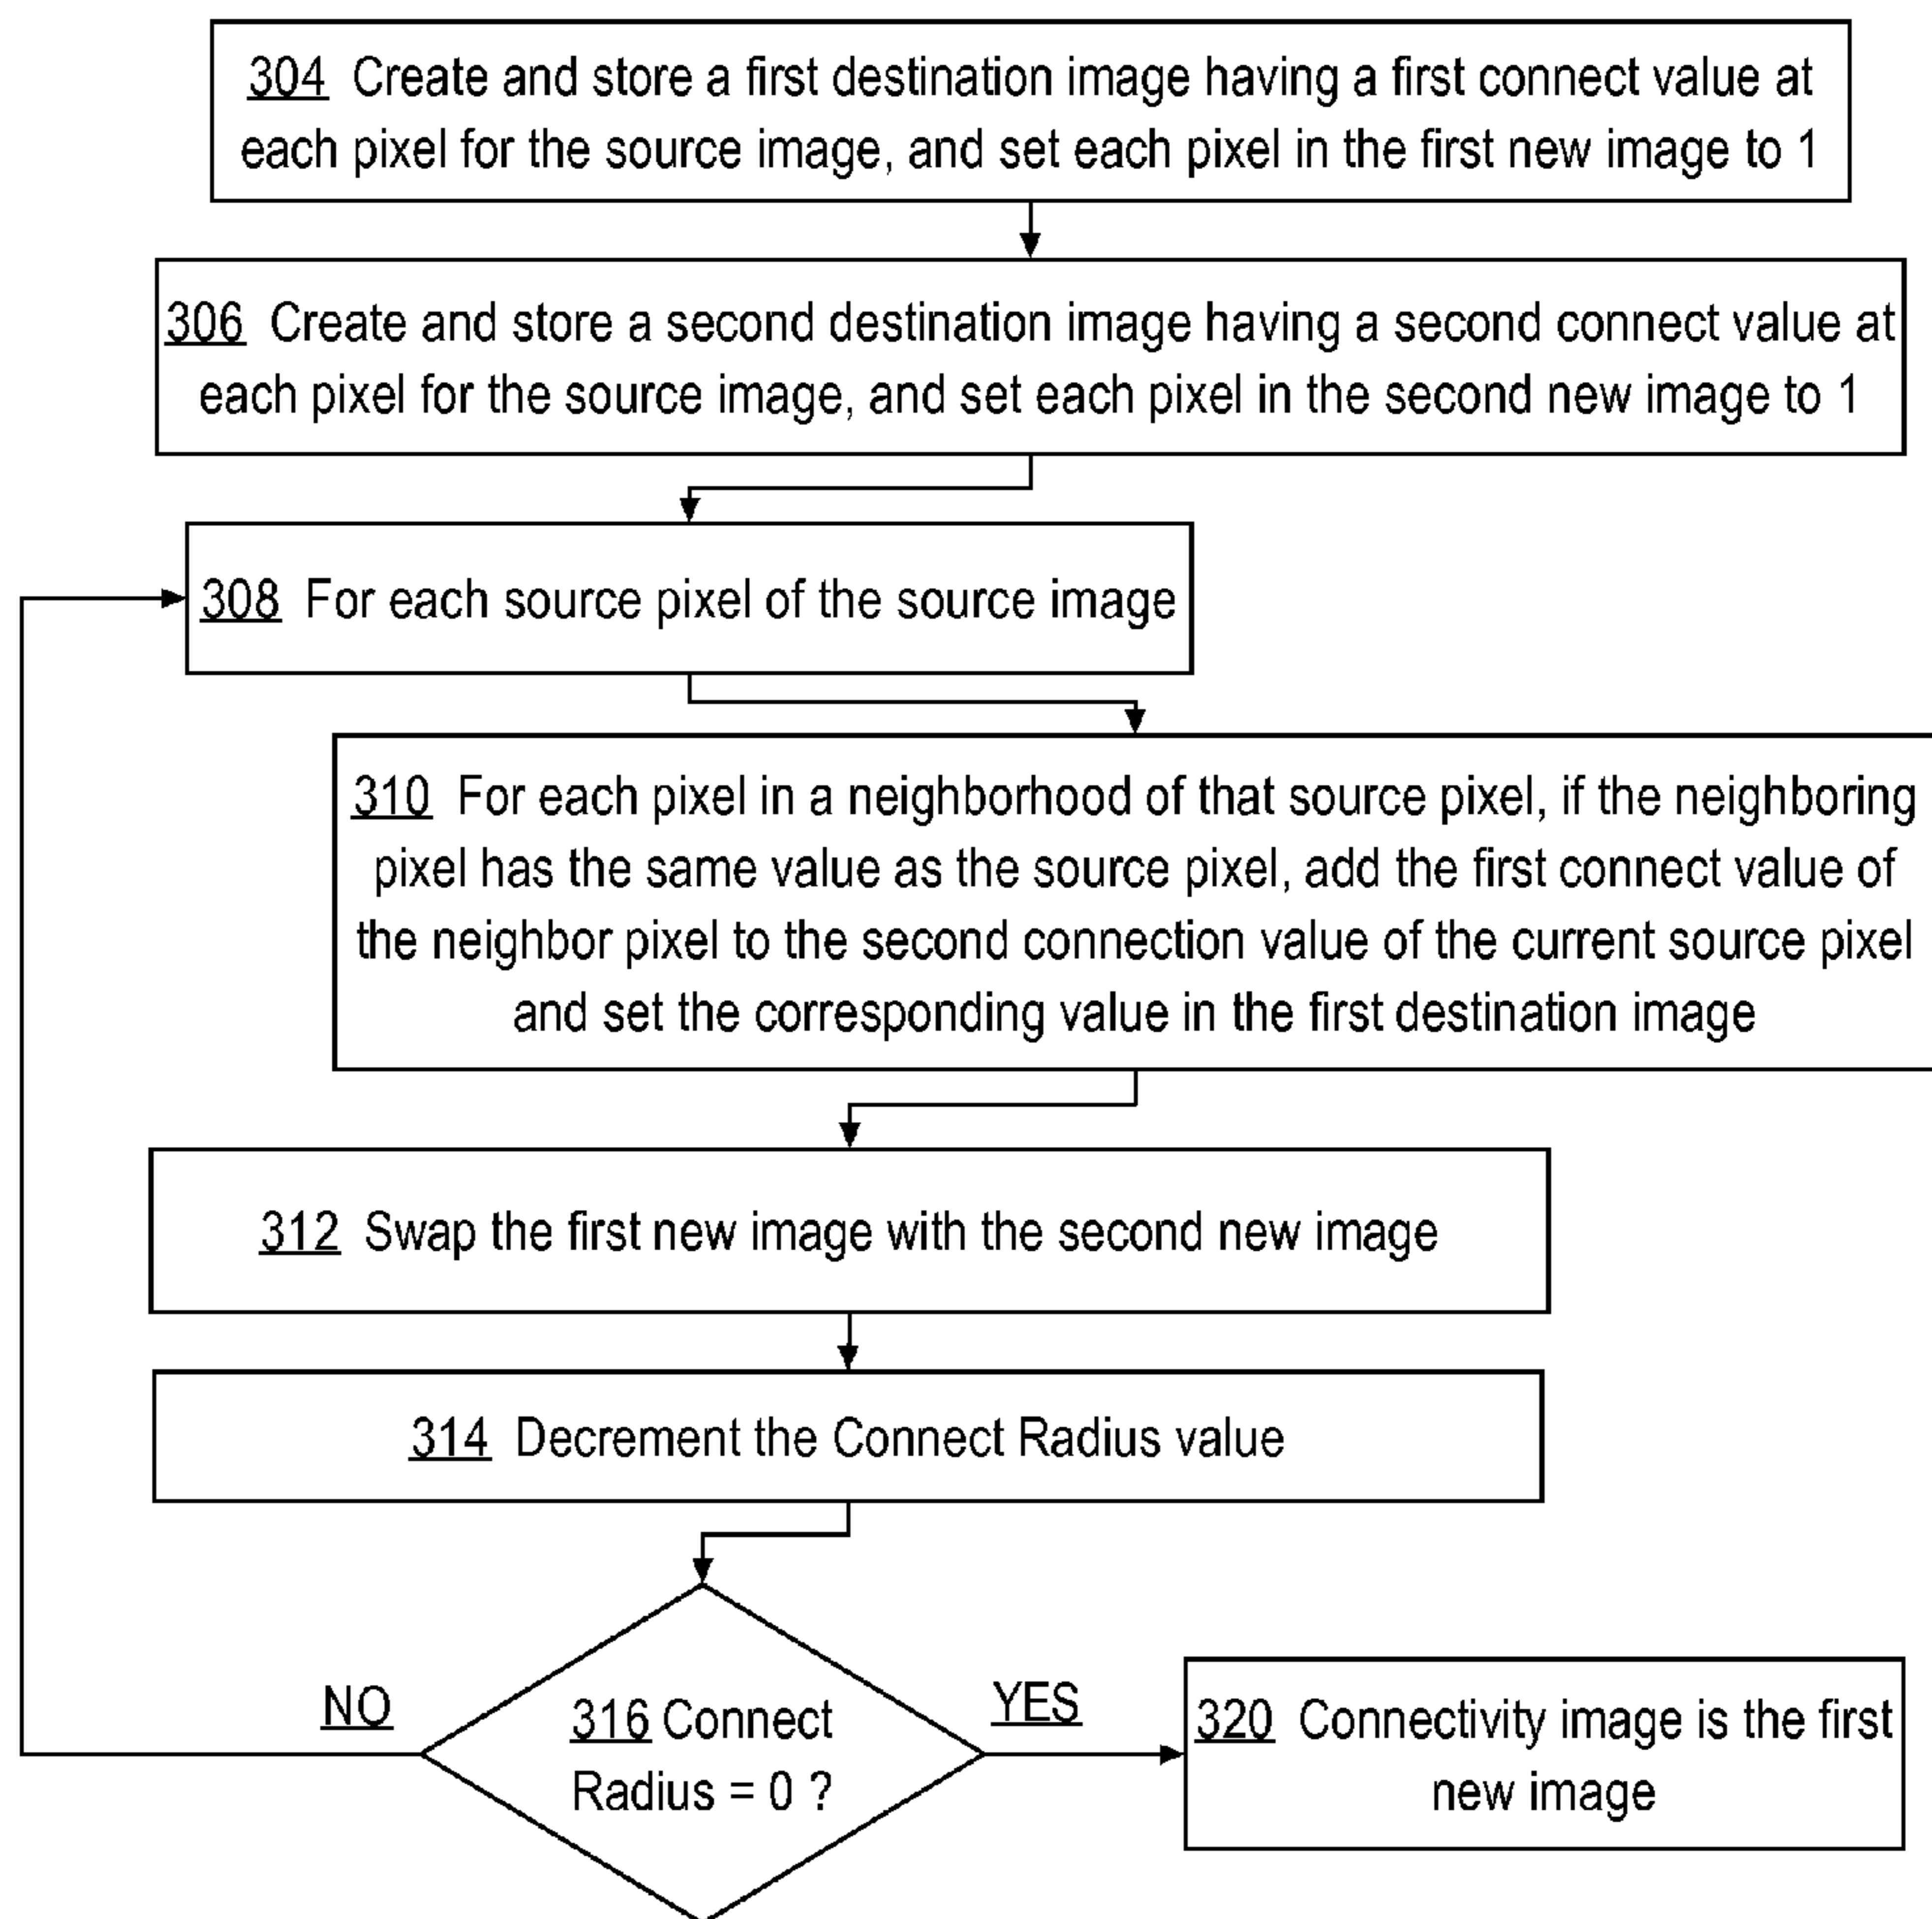 304 Create and store a first destination image having a first connect value at
each pixel for the source image, and set each pixel in the first new image to 1
306 Create and store a second destination image having a second connect value at
each pixel for the source image, and set each pixel in the second new image to 1
308 For each source pixel of the source image
310 For each pixel in a neighborhood of that source pixel, if the neighboring
pixel has the same value as the source pixel, add the first connect value of
the neighbor pixel to the second connection value of the current source pixel
and set the corresponding value in the first destination image
312 Swap the first new image with the second new image
314 Decrement the Connect Radius value
NO
316 Connect
Radius = 0 ?
YES
320 Connectivity image is the first
new image